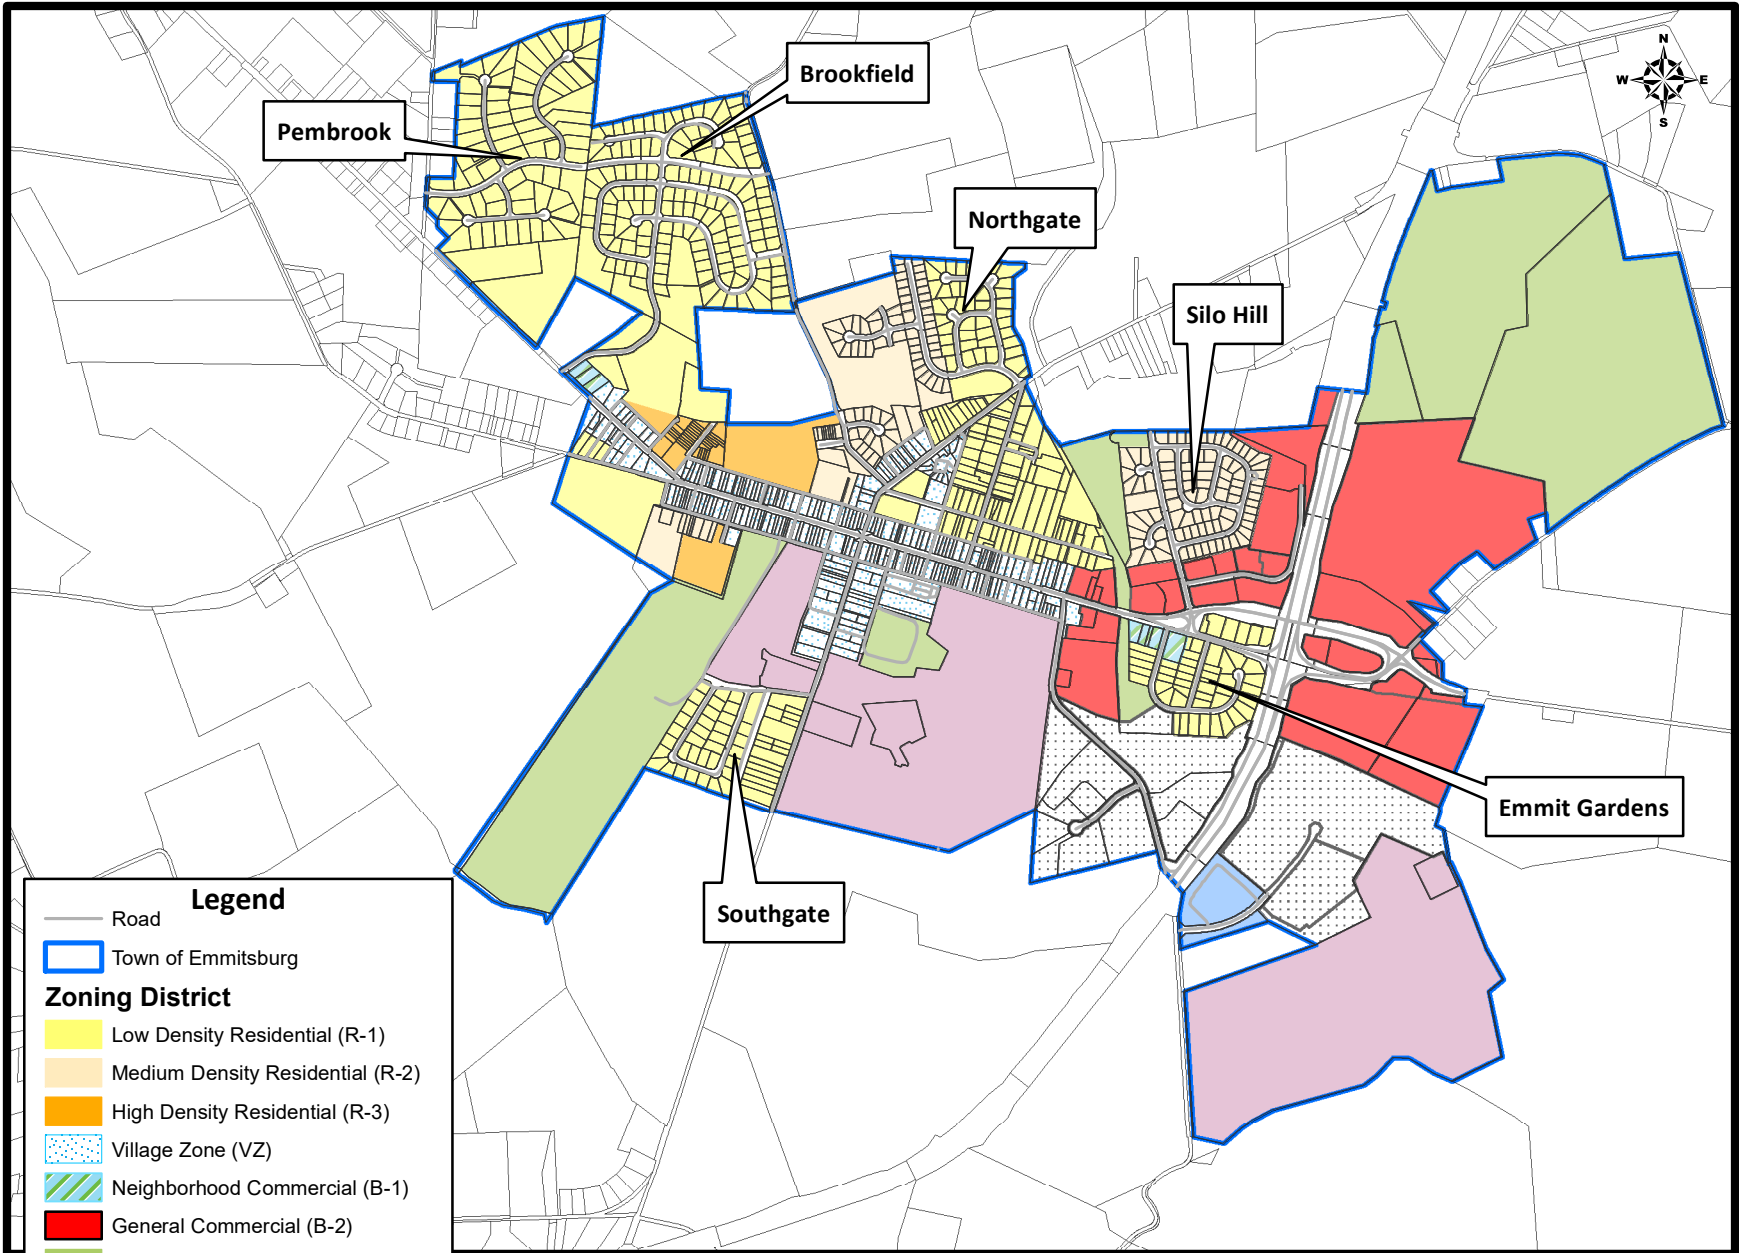 Brookfield
Pembrook
Northgate
Silo Hill
Emmit Gardens
Southgate
N
W
E
S
Legend
Road
Town of Emmitsburg
Zoning District
Low Density Residential (R-1)
Medium Density Residential (R-2)
High Density Residential (R-3)
Village Zone (VZ)
Neighborhood Commercial (B-1)
General Commercial (B-2)